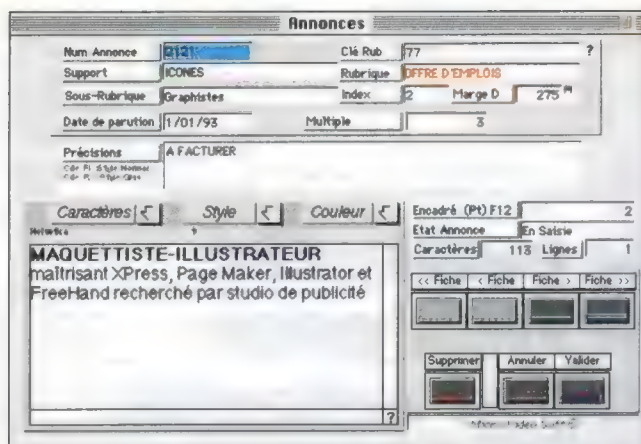 Annonces
Num Annonce 2121 Clé Rub 77 ?
Support ICONES Rubrique OFFRE D'EMPLOIS
Sous-Rubrique Graphistes Index 2 Marge D 275
Date de parution 1/01/93 Multiple 3
Précisions A FACTURER
Caractères Style Couleur
Helvetica
Encadré (Pt) F12 2
Etat Annonce En Saisie
Caractères 113 Lignes 1
MAQUETTISTE-ILLUSTRATEUR
maîtrisant XPress, Page Maker, Illustrator et
FreeHand recherché par studio de publicité
<< Fiche < Fiche Fiche > Fiche >>
Supprimer Annuler Valider
?